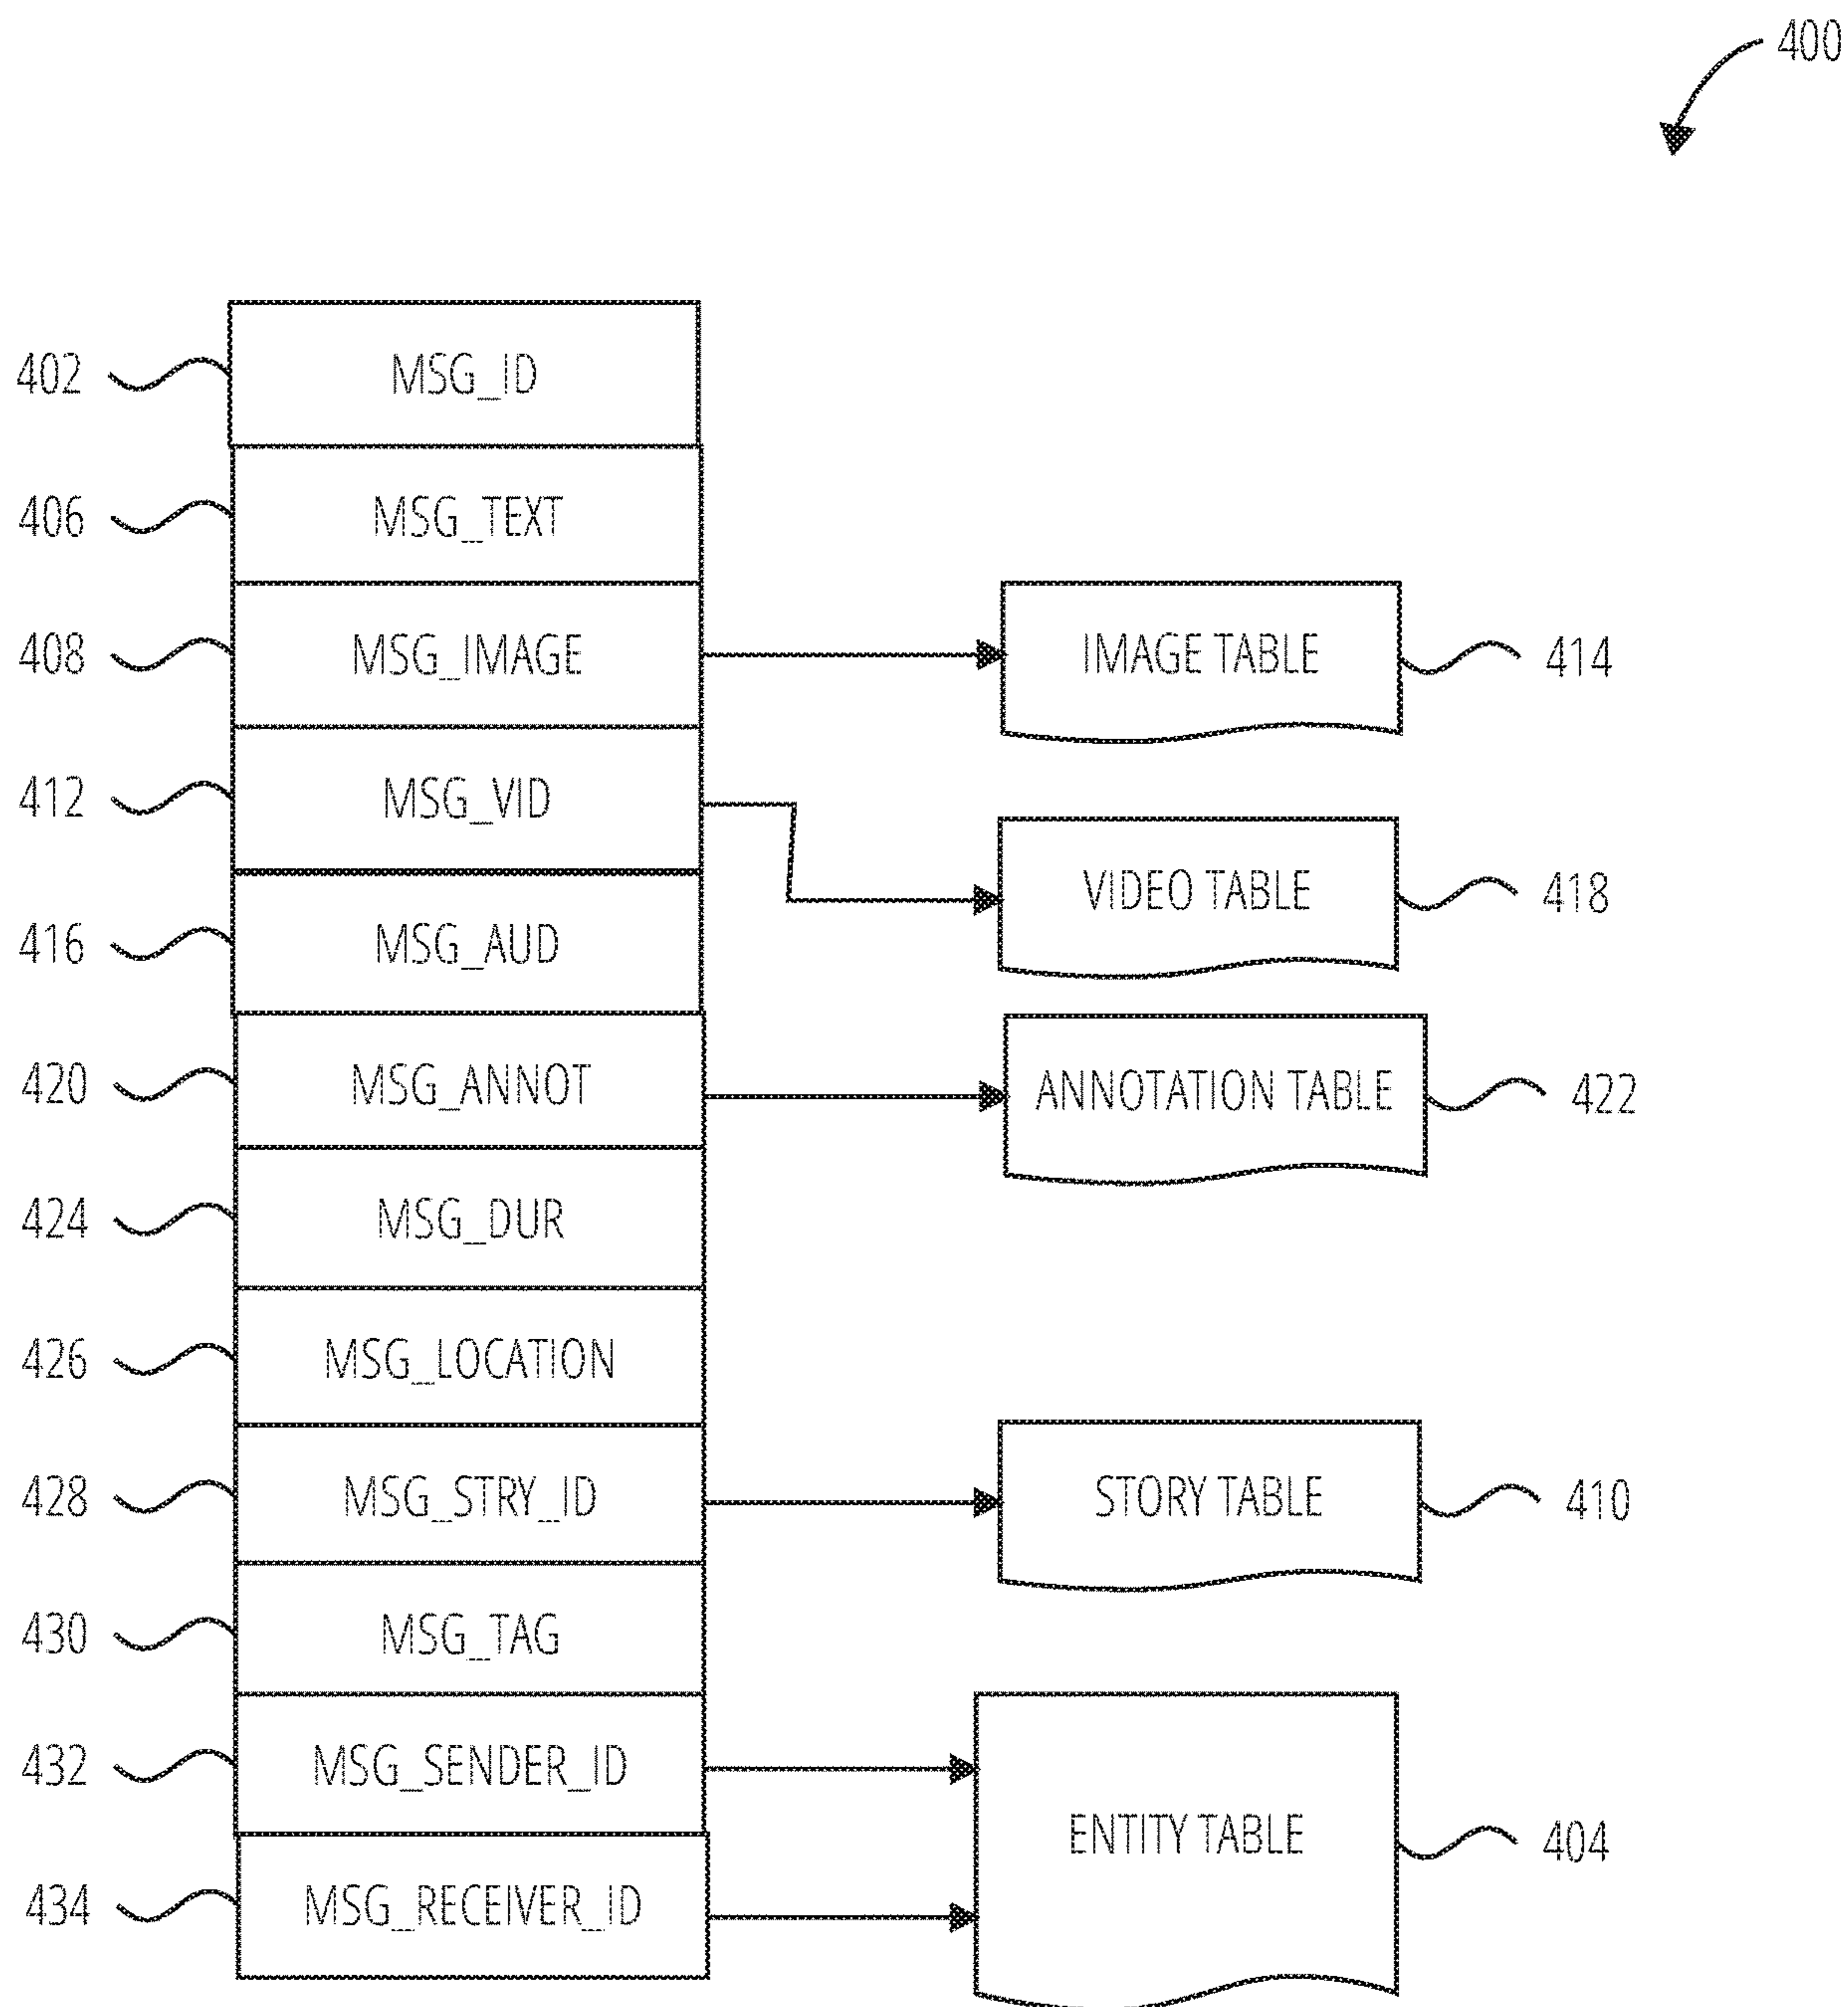 400
402 MSG_ID
406 MSG_TEXT
408 MSG_IMAGE IMAGE TABLE 414
412 MSG_VID
VIDEO TABLE 418
416 MSG_AUD
420 MSG_ANNOT ANNOTATION TABLE 422
424 MSG_DUR
426 MSG_LOCATION
428 MSG_STRY_ID STORY TABLE 410
430 MSG_TAG
432 MSG_SENDER_ID
ENTITY TABLE 404
434 MSG_RECEIVER_ID